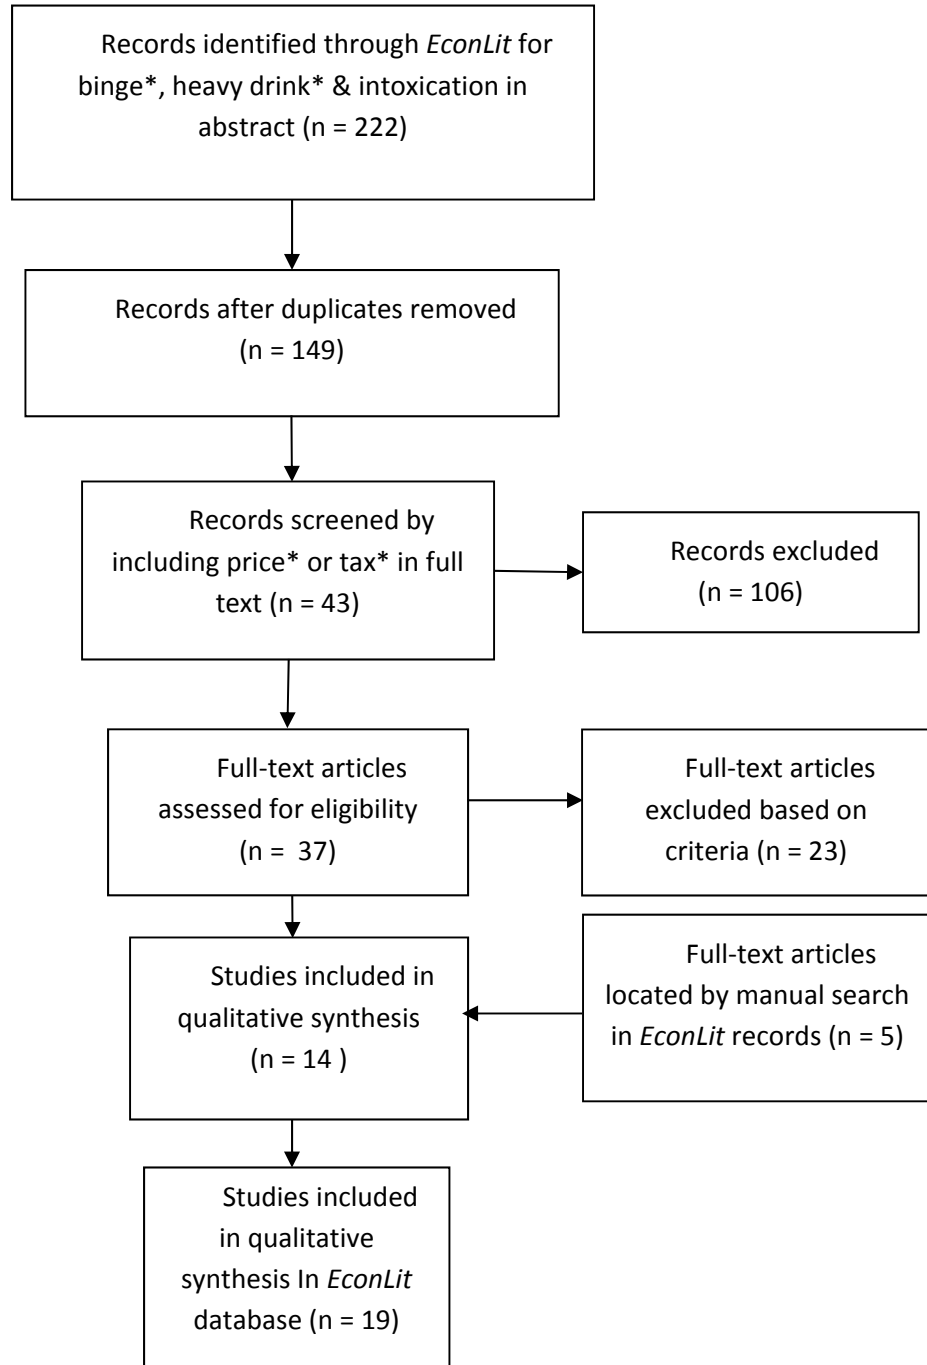 Records identified through EconLit for
binge*, heavy drink* & intoxication in
abstract (n = 222)
Records after duplicates removed
(n = 149)
Records screened by
including price* or tax* in full
text (n = 43)
Records excluded
(n = 106)
Full-text articles
assessed for eligibility
(n = 37)
Full-text articles
excluded based on
criteria (n = 23)
Studies included in
qualitative synthesis
(n = 14 )
Full-text articles
located by manual search
in EconLit records (n = 5)
Studies included
in qualitative
synthesis In EconLit
database (n = 19)